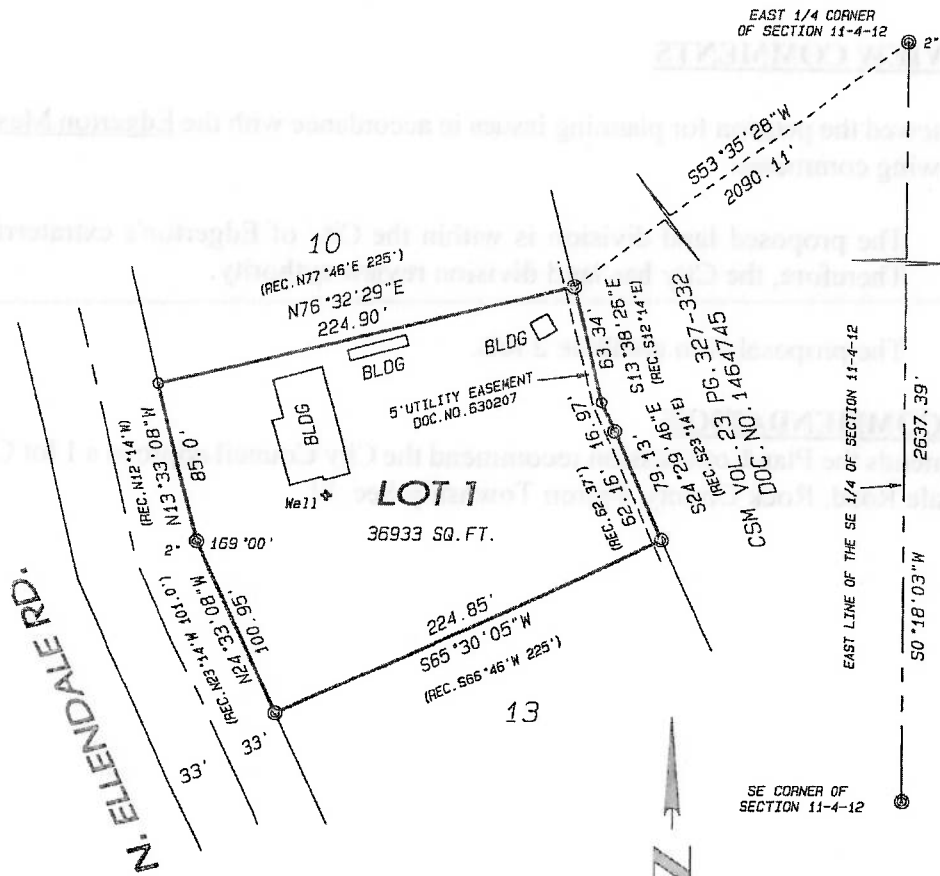 EAST 1/4 CORNER
OF SECTION 11-4-12
2"
S53°35'28"W
2090.11'
10
(REC.N77°46'E 225')
N76°32'29"E
224.90'
BLDG
BLDG
BLDG
5'UTILITY EASEMENT
DOC.NO.630207
63.34'
S13°38'26"E
(REC.S12°14'E)
16.97'
62.16'
(REC.62.37')
79.13'
S24°29'46"E
(REC.S23°14'E)
CSM VOL. 23 PG.327-332
DOC. NO. 1464745
(REC.N12°14'W)
N13°33'08"W
85.0'
2"
169°00'
Well
LOT 1
36933 SQ.FT.
(REC.N23°14'W 101.0')
N24°33'08"W
100.95'
224.85'
S65°30'05"W
(REC.S66°46'W 225')
13
33'
33'
N. ELLENDALE RD.
EAST LINE OF THE SE 1/4 OF SECTION 11-4-12
2637.39'
S0°18'03"W
SE CORNER OF
SECTION 11-4-12
N